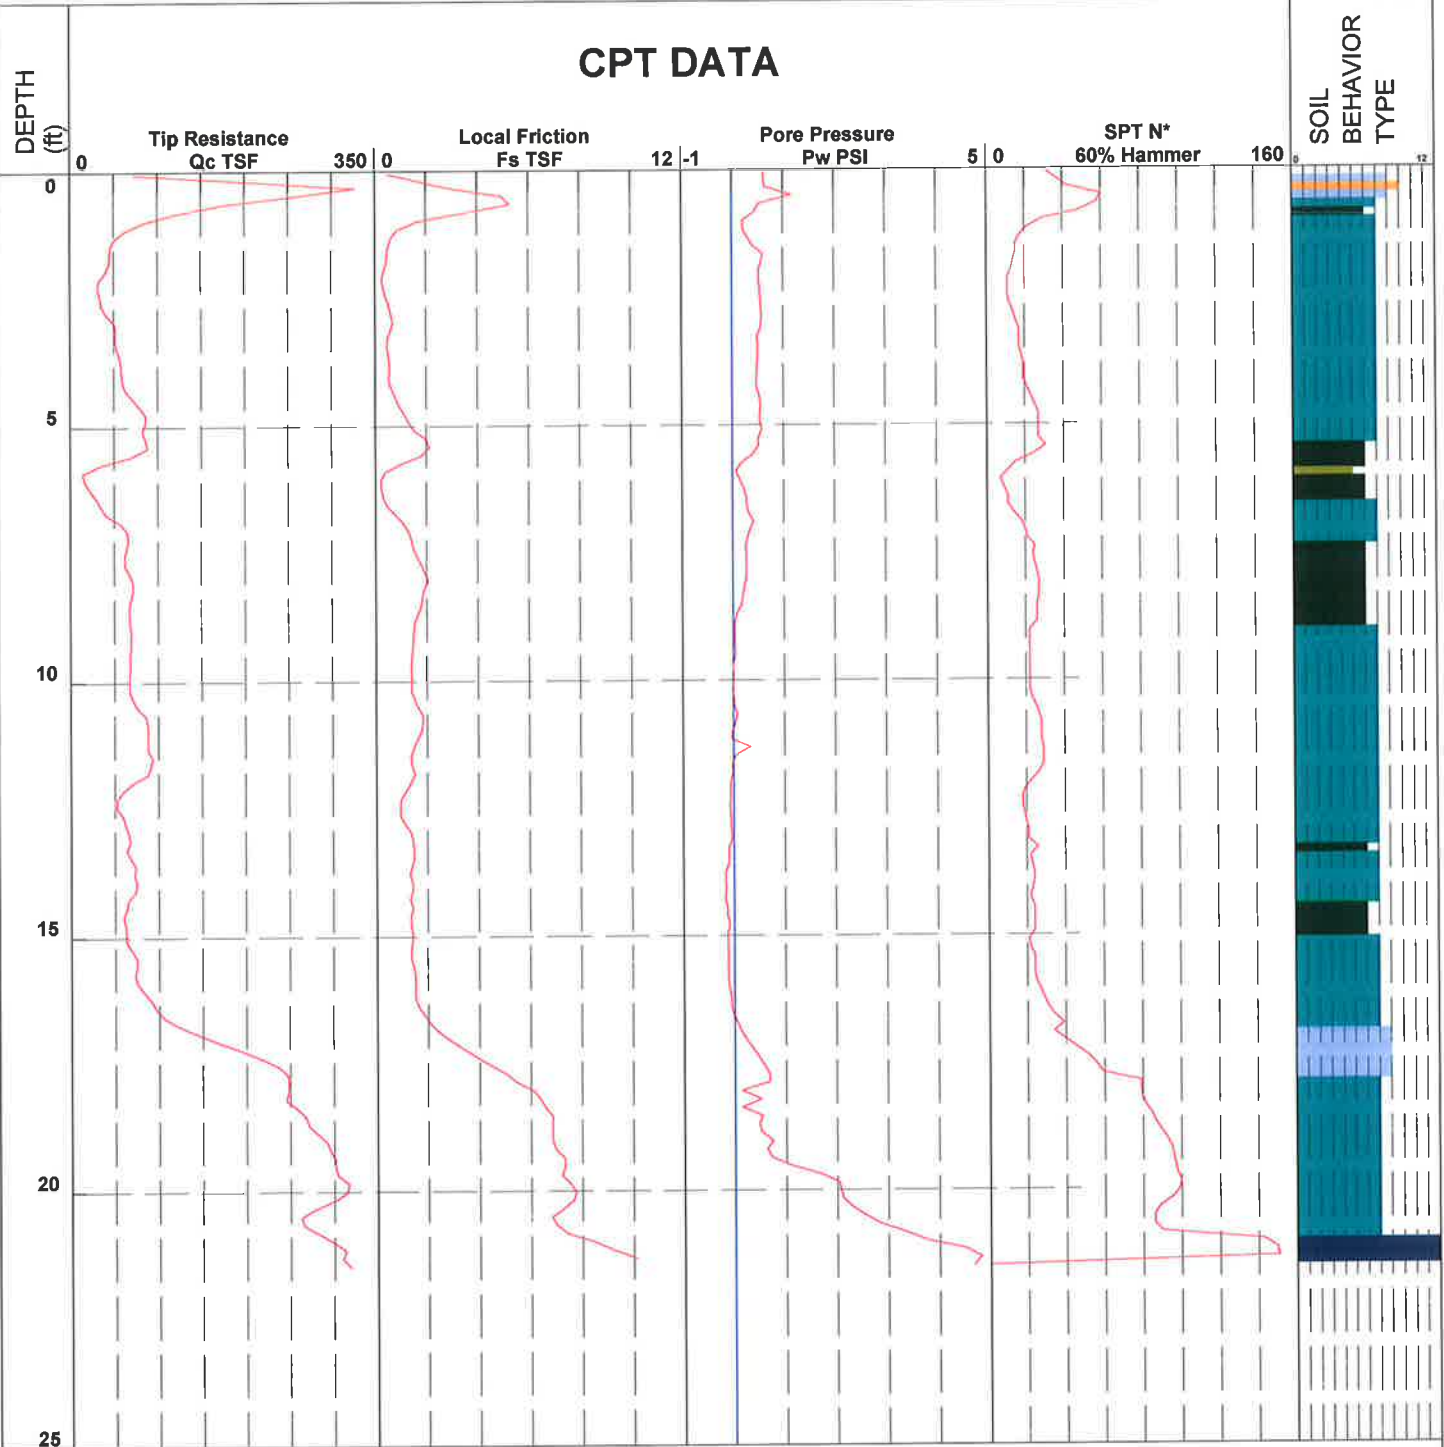 CPT DATA
DEPTH
(ft)
Tip Resistance
Qc TSF
0
350
Local Friction
Fs TSF
0
12
Pore Pressure
Pw PSI
-1
5
SPT N*
60% Hammer
0
160
SOIL
BEHAVIOR
TYPE
0
12
0
5
10
15
20
25